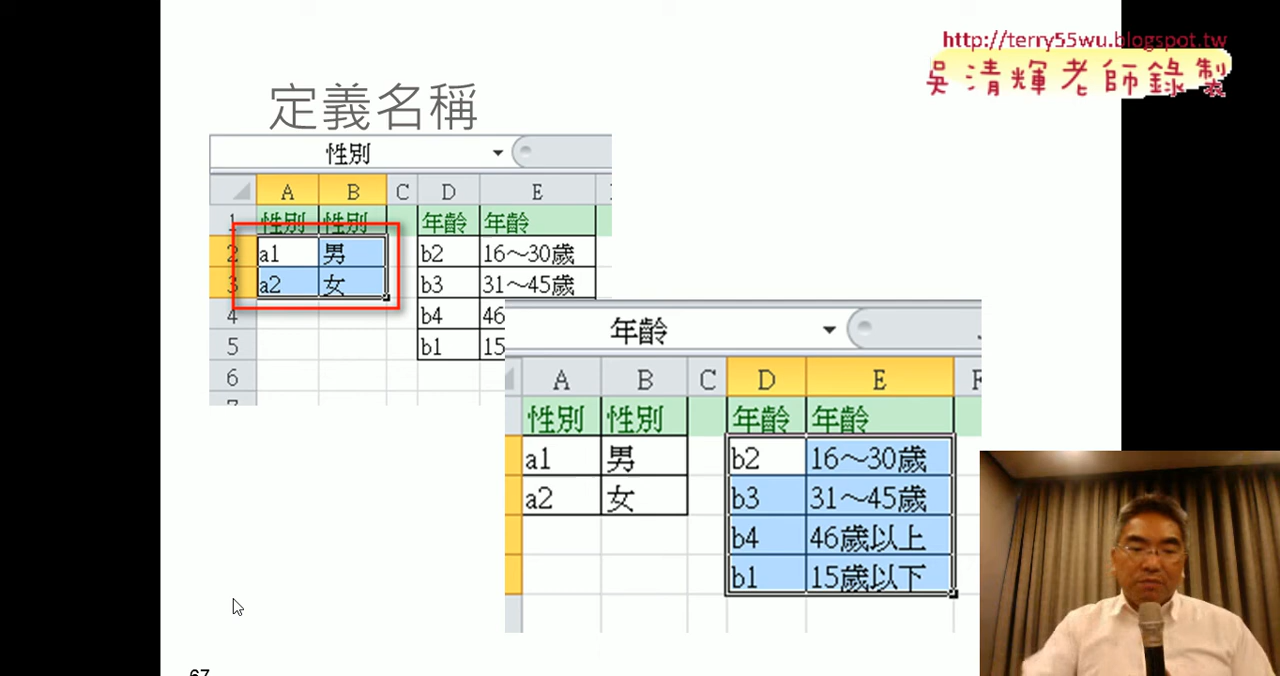 http://terry55wu.blogspot.tw
吳清輝老師錄製
定義名稱
性別
A B C D E
1 性別 性別 年齡 年齡
2 a1 男 b2 16～30歲
3 a2 女 b3 31～45歲
4 b4 46
5 b1 15
6
年齡
A B C D E F
性別 性別 年齡 年齡
a1 男 b2 16～30歲
a2 女 b3 31～45歲
b4 46歲以上
b1 15歲以下
67